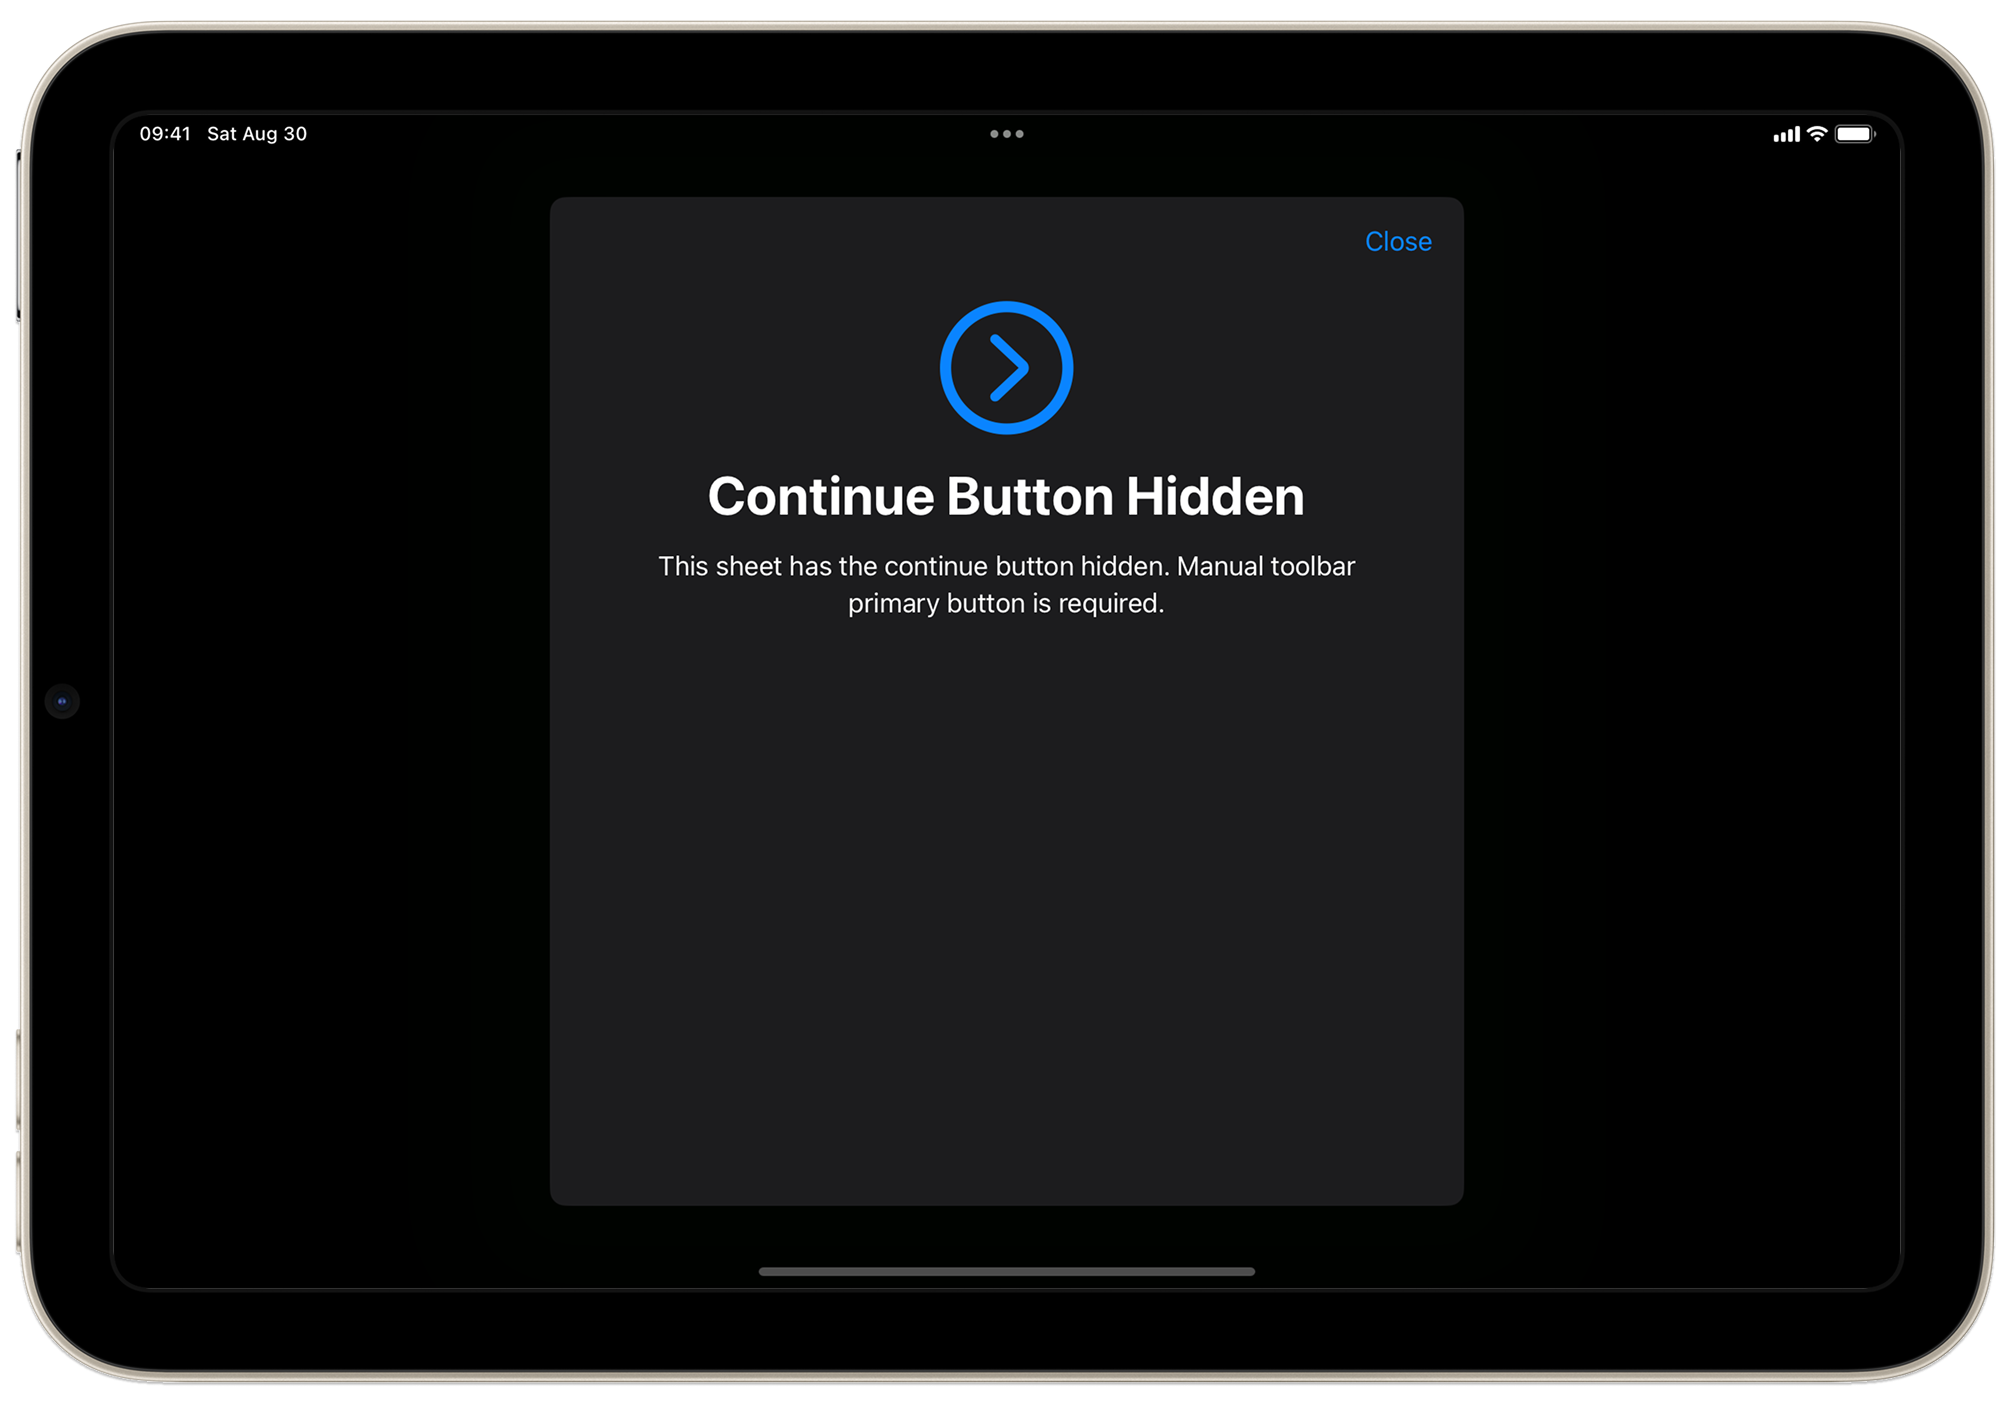 09:41 Sat Aug 30
Close
Continue Button Hidden
This sheet has the continue button hidden. Manual toolbar
primary button is required.